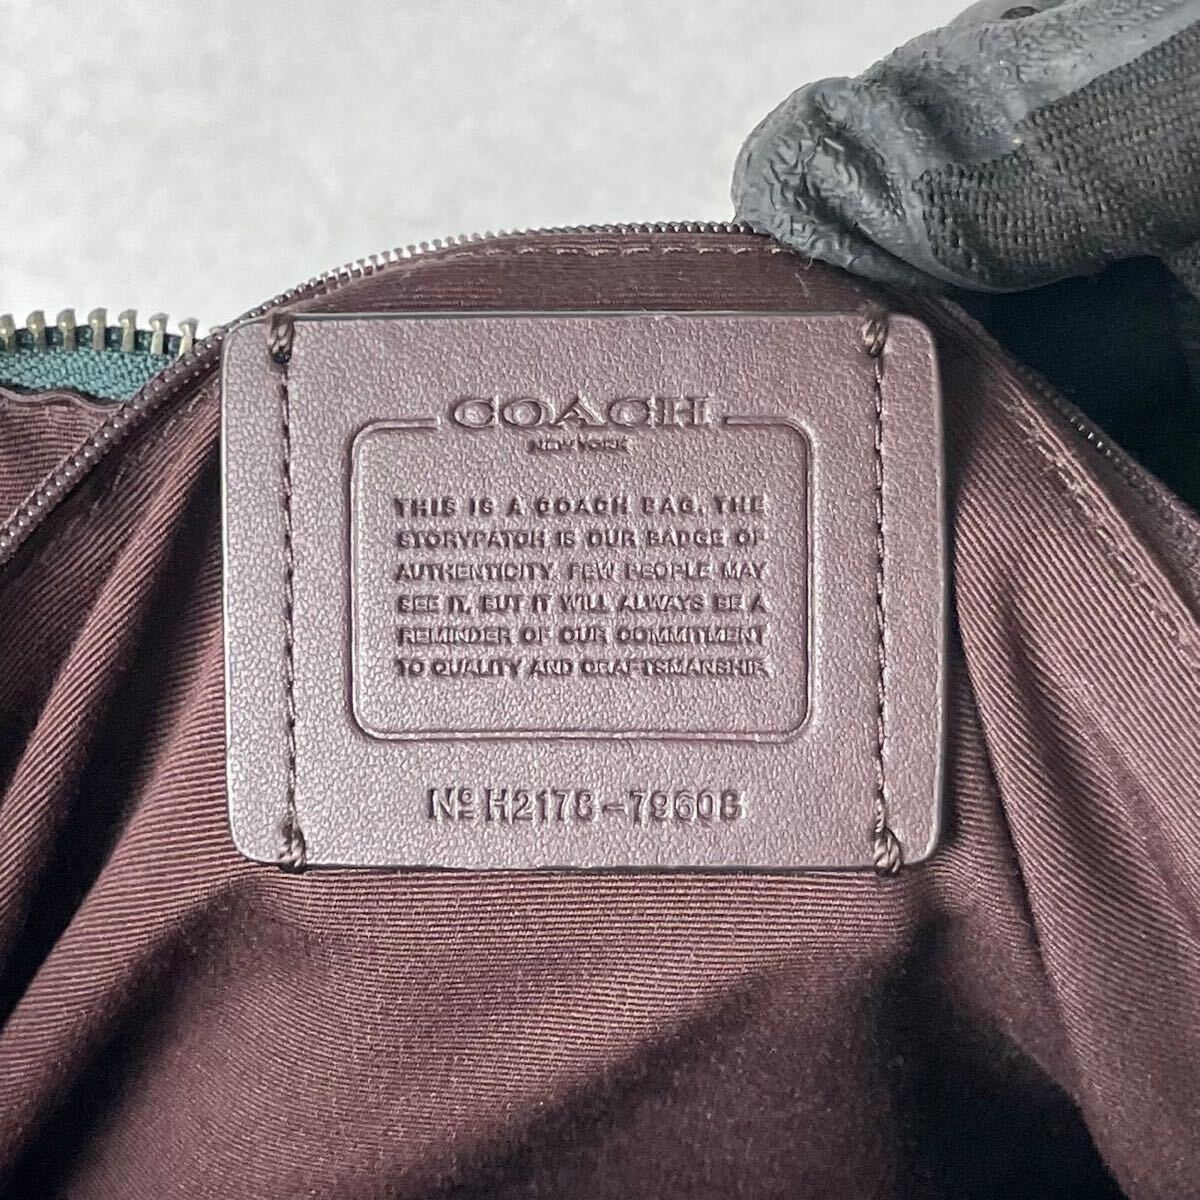 COACH
NEW YORK
THIS IS A COACH BAG. THE
STORYPATCH IS OUR BADGE OF
AUTHENTICITY. FEW PEOPLE MAY
SEE IT, BUT IT WILL ALWAYS BE A
REMINDER OF OUR COMMITMENT
TO QUALITY AND CRAFTSMANSHIP.
Nº H2178-79608